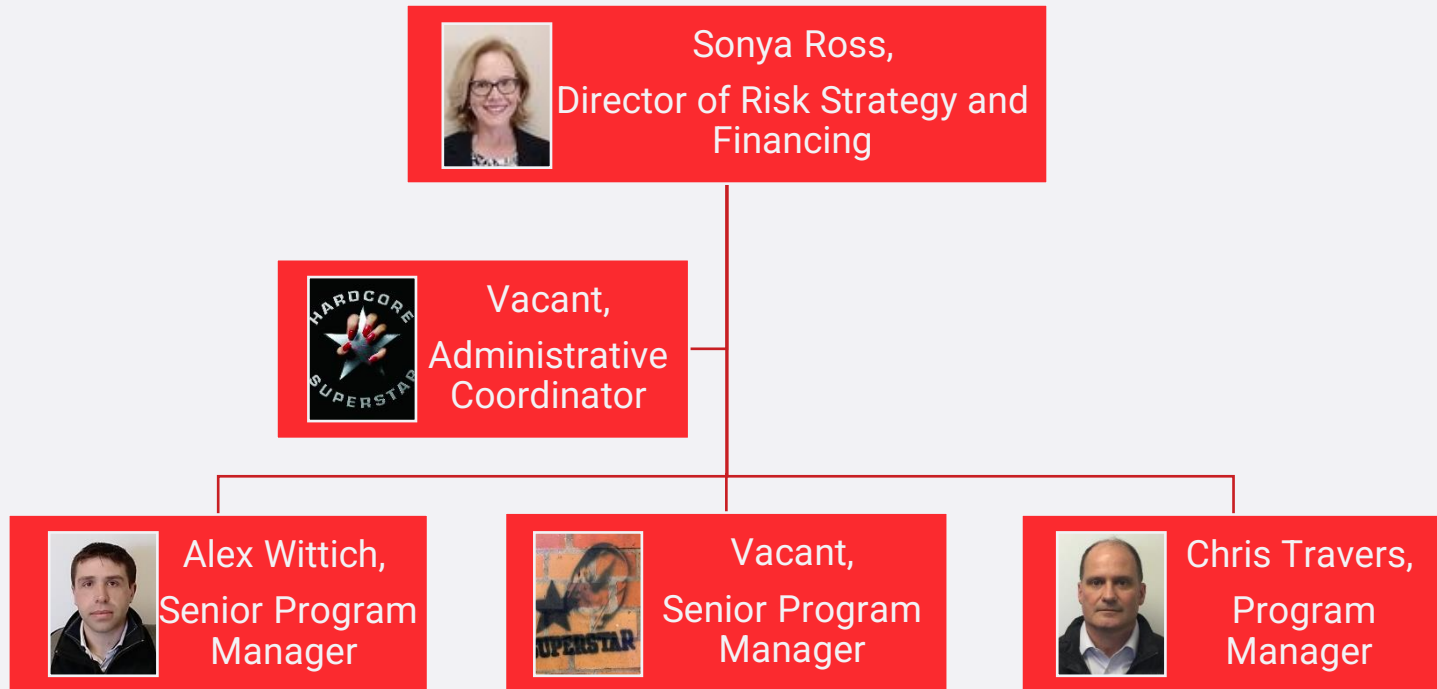 Sonya Ross,
Director of Risk Strategy and
Financing
HARDCORE
SUPERSTAR
Vacant,
Administrative
Coordinator
Alex Wittich,
Senior Program
Manager
SUPERSTAR
Vacant,
Senior Program
Manager
Chris Travers,
Program
Manager